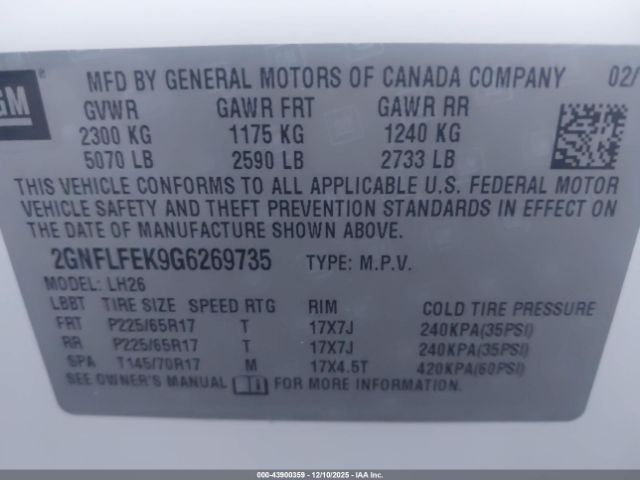 GM
MFD BY GENERAL MOTORS OF CANADA COMPANY 02/
GVWR GAWR FRT GAWR RR
2300 KG 1175 KG 1240 KG
5070 LB 2590 LB 2733 LB
THIS VEHICLE CONFORMS TO ALL APPLICABLE U.S. FEDERAL MOTOR
VEHICLE SAFETY AND THEFT PREVENTION STANDARDS IN EFFECT ON
THE DATE OF MANUFACTURE SHOWN ABOVE.
2GNFLFEK9G6269735 TYPE: M.P.V.
MODEL: LH26
LBBT TIRE SIZE SPEED RTG RIM COLD TIRE PRESSURE
FRT P225/65R17 T 17X7J 240KPA(35PSI)
RR P225/65R17 T 17X7J 240KPA(35PSI)
SPA T145/70R17 M 17X4.5T 420KPA(60PSI)
SEE OWNER'S MANUAL FOR MORE INFORMATION.
000-43900359 - 12/10/2025 - IAA Inc.